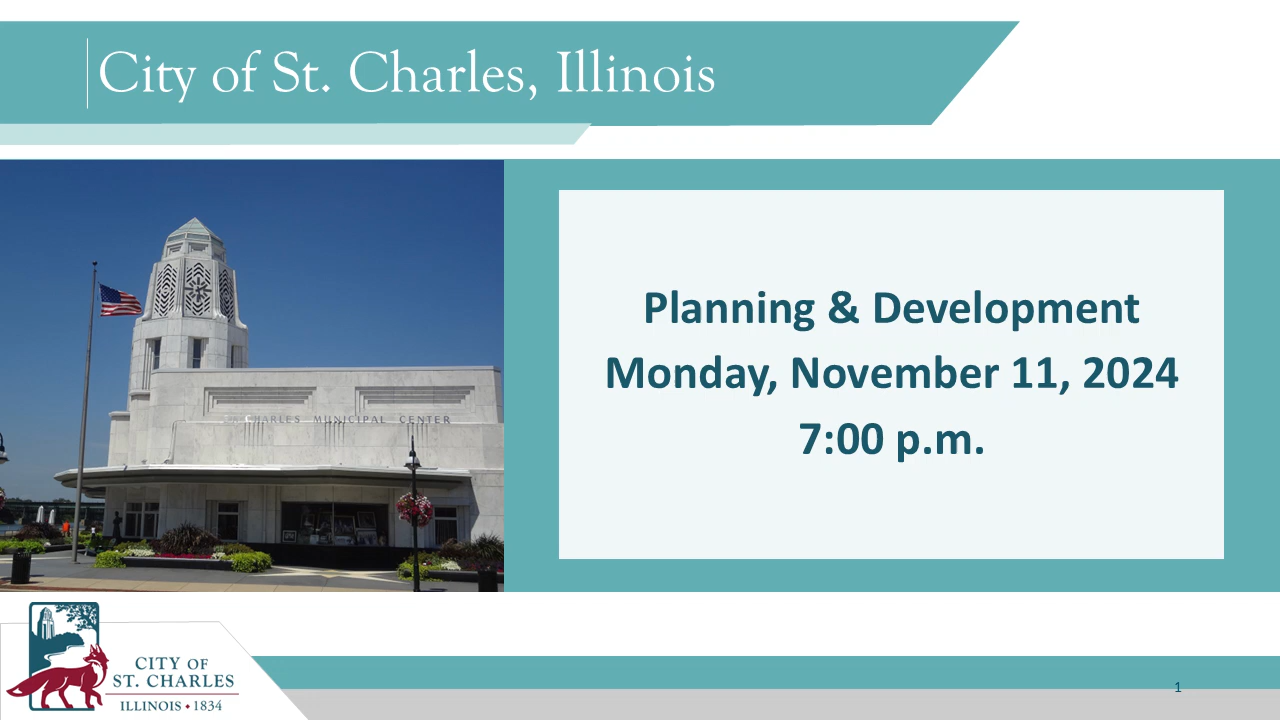 City of St. Charles, Illinois
ST CHARLES MUNICIPAL CENTER
Planning & Development
Monday, November 11, 2024
7:00 p.m.
CITY OF
ST. CHARLES
ILLINOIS • 1834
1